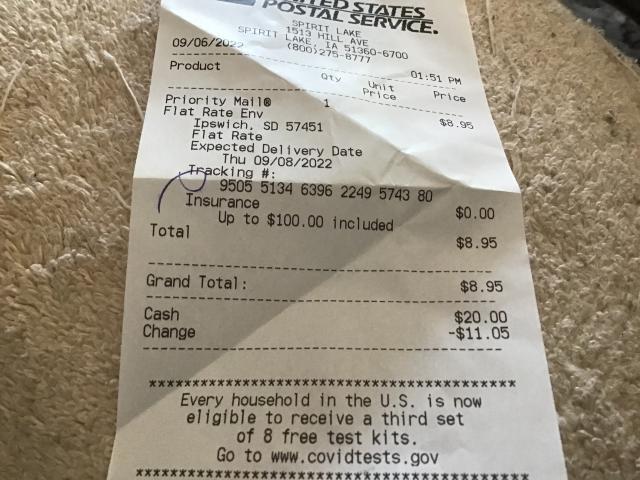 UNITED STATES
POSTAL SERVICE.
SPIRIT LAKE
1513 HILL AVE
SPIRIT LAKE, IA 51360-6700
(800)275-8777
09/06/2022 01:51 PM
Product Qty Unit Price
Price
Priority Mail® 1 $8.95
Flat Rate Env
Ipswich, SD 57451
Flat Rate
Expected Delivery Date
Thu 09/08/2022
Tracking #:
9505 5134 6396 2249 5743 80
Insurance $0.00
Up to $100.00 included
Total $8.95
Grand Total: $8.95
Cash $20.00
Change -$11.05
Every household in the U.S. is now
eligible to receive a third set
of 8 free test kits.
Go to www.covidtests.gov